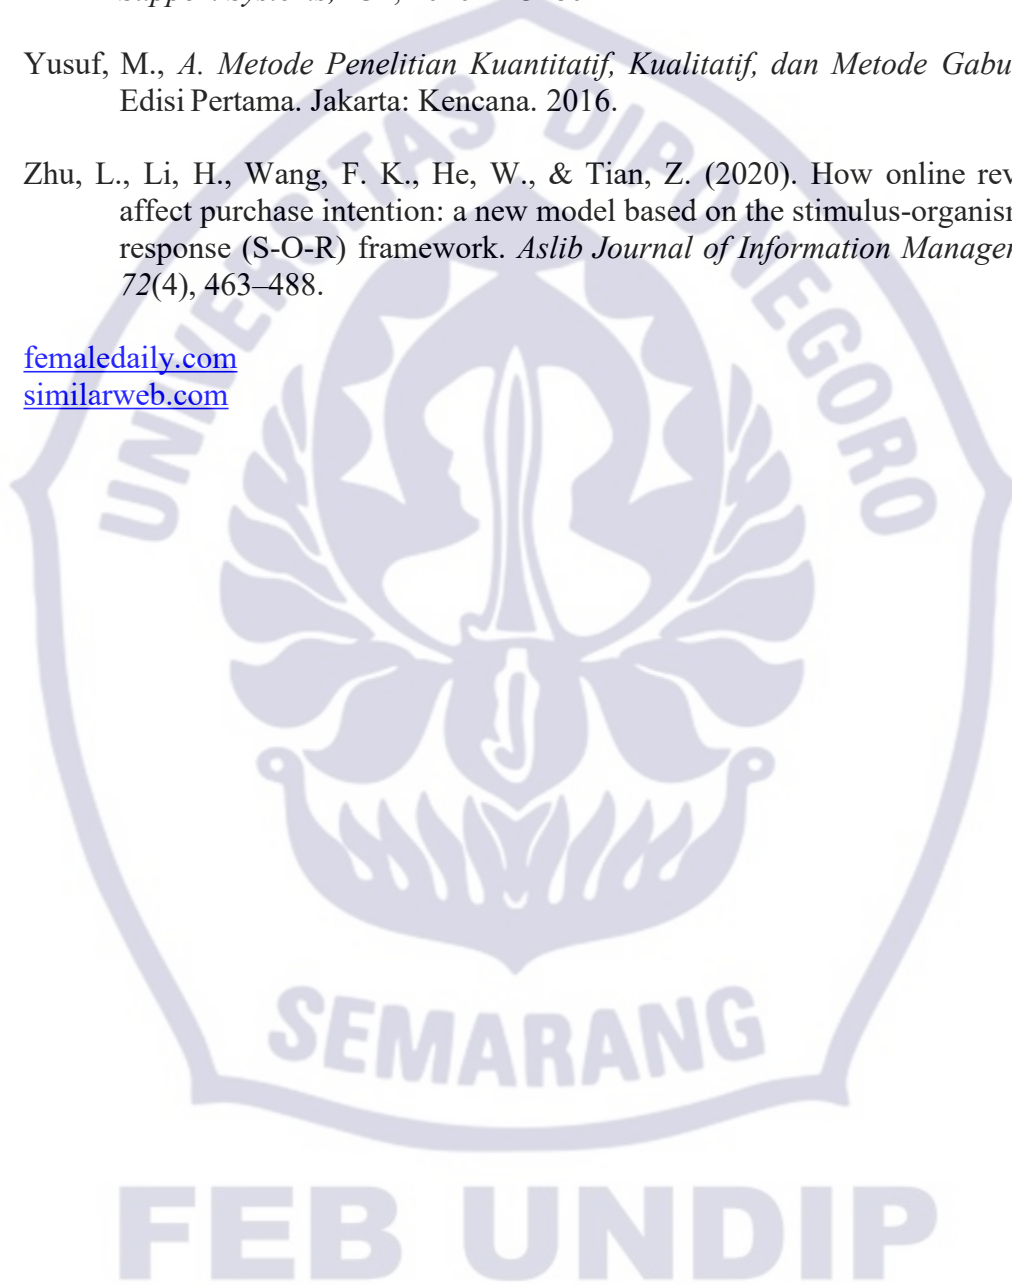 Yusuf, M., A. Metode Penelitian Kuantitatif, Kualitatif, dan Metode Gabu
Edisi Pertama. Jakarta: Kencana. 2016.
Zhu, L., Li, H., Wang, F. K., He, W., & Tian, Z. (2020). How online rev
affect purchase intention: a new model based on the stimulus-organism
response (S-O-R) framework. Aslib Journal of Information Manager
72(4), 463–488.
femaledaily.com
similarweb.com
UNIVERSITAS DIPONEGORO
SEMARANG
FEB UNDIP